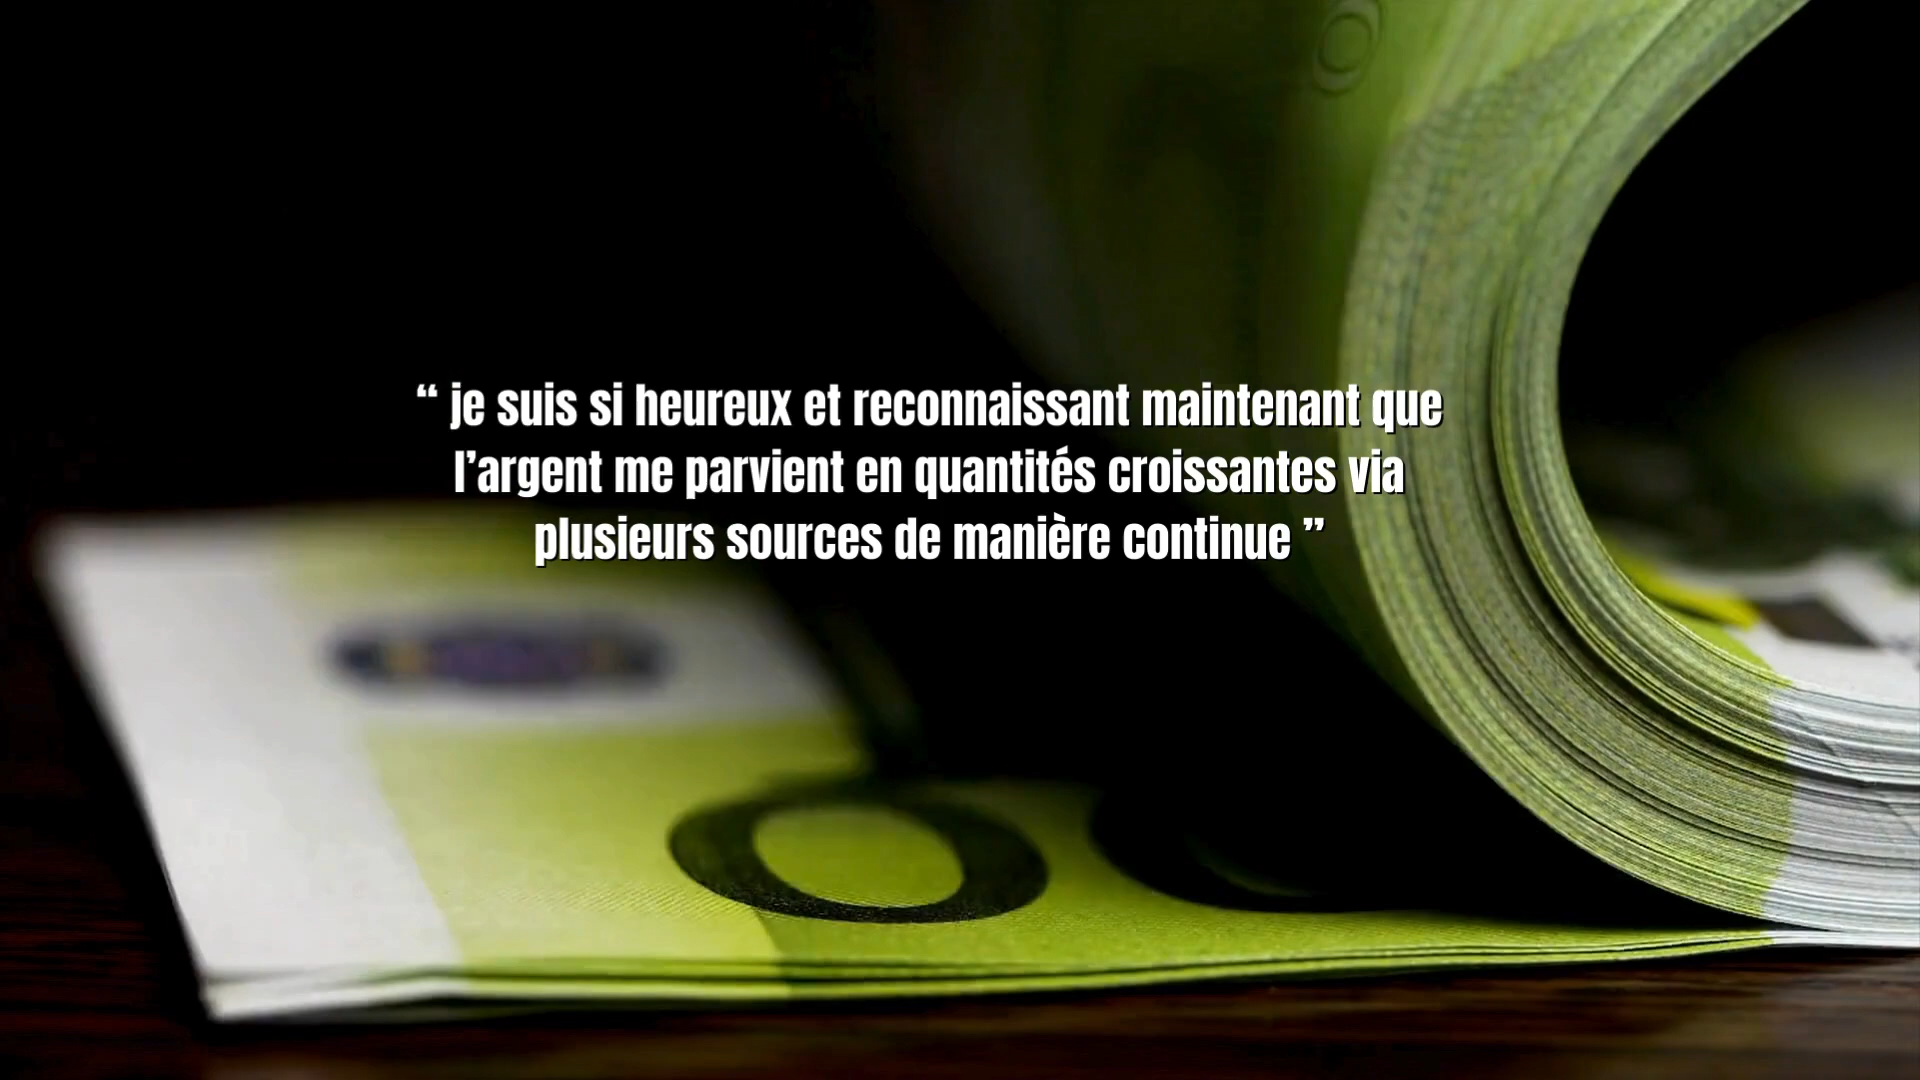 “ je suis si heureux et reconnaissant maintenant que
l’argent me parvient en quantités croissantes via
plusieurs sources de manière continue ”